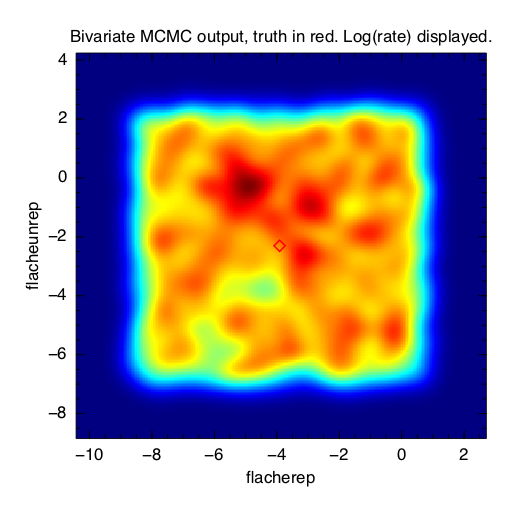 Bivariate MCMC output, truth in red. Log(rate) displayed.
4
2
0
−2
−4
−6
−8
flacheunrep
−10 −8 −6 −4 −2 0 2
flacherep